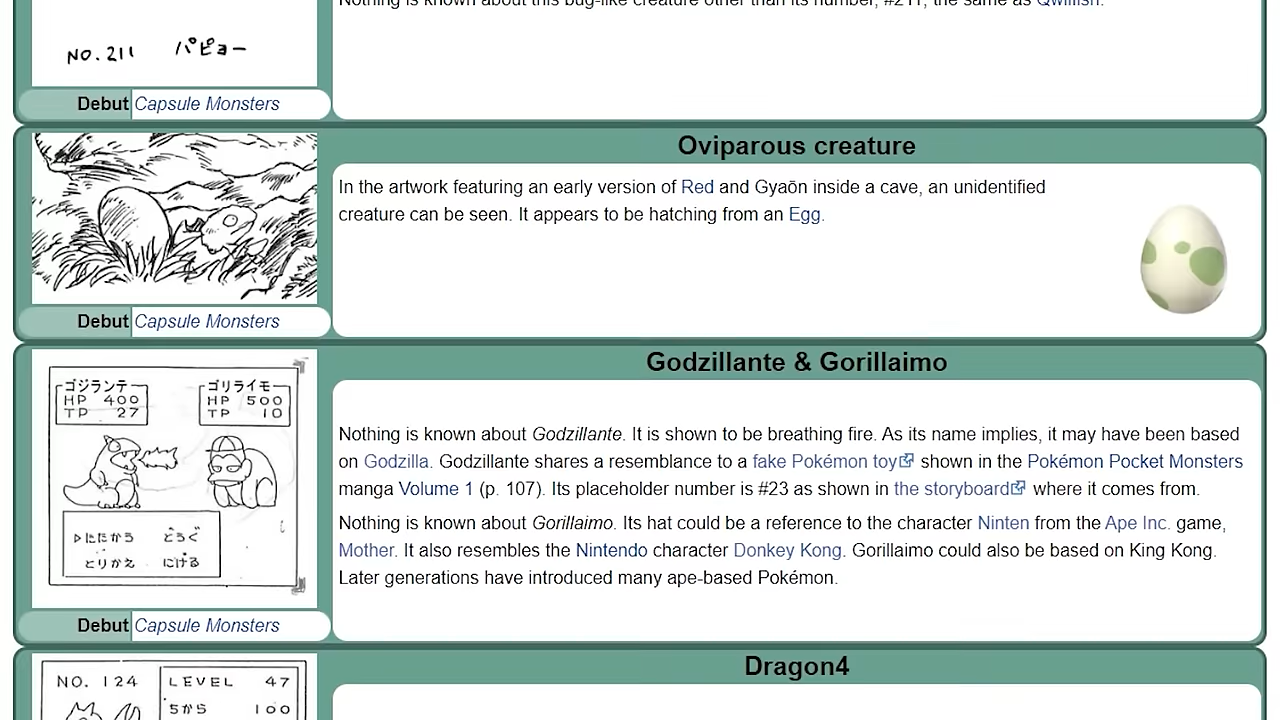 Nothing is known about this bug-like creature other than its number, #211, the same as Qwilfish.
NO. 211 パピョー
Debut Capsule Monsters
Oviparous creature
In the artwork featuring an early version of Red and Gyaōn inside a cave, an unidentified
creature can be seen. It appears to be hatching from an Egg.
Debut Capsule Monsters
Godzillante & Gorillaimo
ゴジランテ
HP 400
TP 27
ゴリライモ
HP 500
TP 10
▷たたかう どうぐ
とりかえ にげる
Nothing is known about Godzillante. It is shown to be breathing fire. As its name implies, it may have been based
on Godzilla. Godzillante shares a resemblance to a fake Pokémon toy shown in the Pokémon Pocket Monsters
manga Volume 1 (p. 107). Its placeholder number is #23 as shown in the storyboard where it comes from.
Nothing is known about Gorillaimo. Its hat could be a reference to the character Ninten from the Ape Inc. game,
Mother. It also resembles the Nintendo character Donkey Kong. Gorillaimo could also be based on King Kong.
Later generations have introduced many ape-based Pokémon.
Debut Capsule Monsters
Dragon4
NO. 124
LEVEL 47
ちから 100